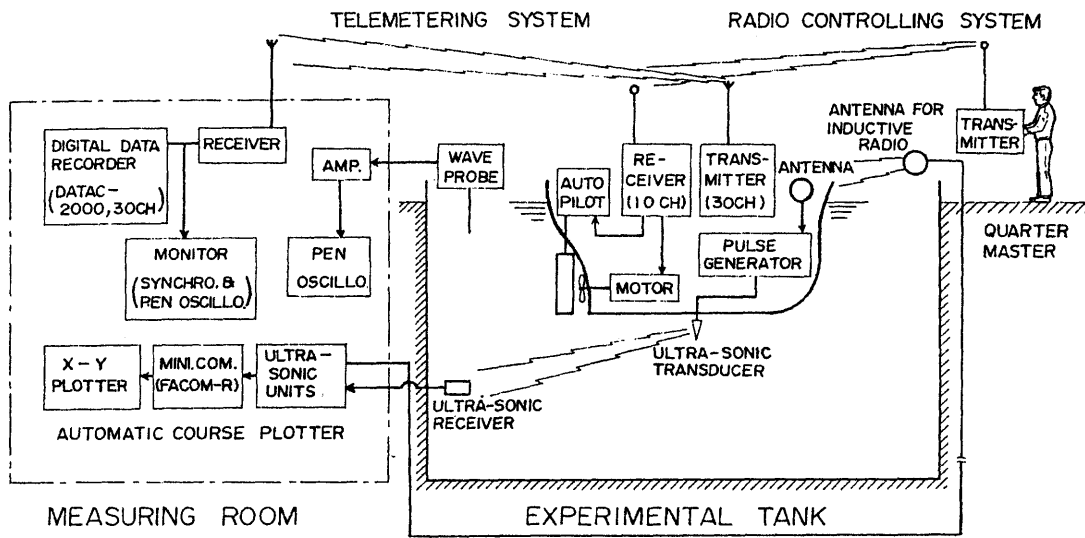 TELEMETERING SYSTEM
RADIO CONTROLLING SYSTEM
DIGITAL DATA
RECORDER
(DATAC-
2000, 30CH)
RECEIVER
AMP.
WAVE
PROBE
MONITOR
(SYNCHRO. &
PEN OSCILLO.)
PEN
OSCILLO.
X-Y
PLOTTER
MINI.COM.
(FACOM-R)
ULTRA-
SONIC
UNITS
AUTOMATIC COURSE PLOTTER
MEASURING ROOM
AUTO
PILOT
RE-
CEIVER
(10 CH)
TRANS-
MITTER
(30CH)
ANTENNA
ANTENNA FOR
INDUCTIVE
RADIO
TRANS-
MITTER
QUARTER
MASTER
PULSE
GENERATOR
MOTOR
ULTRA-SONIC
TRANSDUCER
ULTRA-SONIC
RECEIVER
EXPERIMENTAL TANK